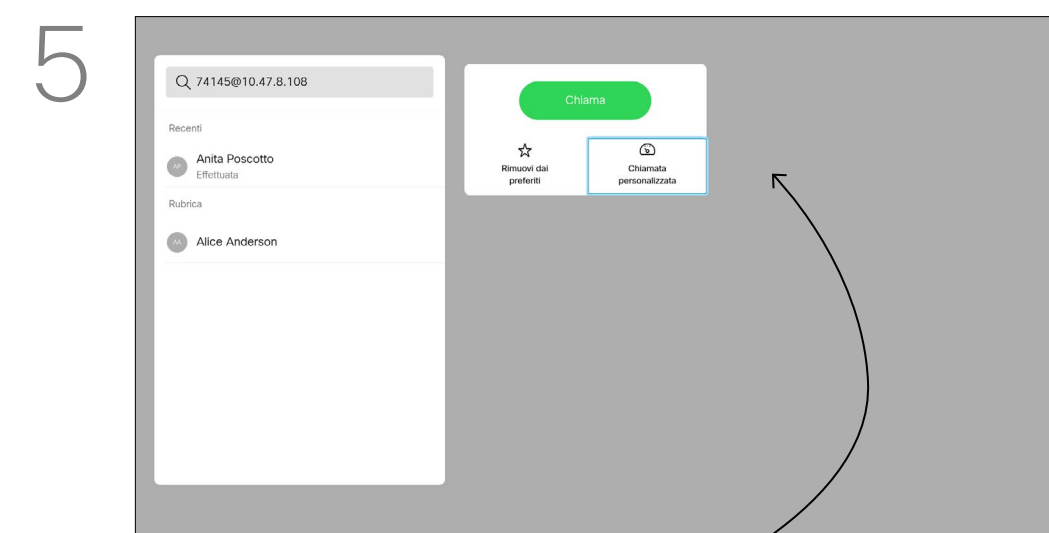 5
74145@10.47.8.108
Recenti
AP
Anita Poscotto
Effettuata
Rubrica
AA
Alice Anderson
Chiama
Rimuovi dai
preferiti
Chiamata
personalizzata